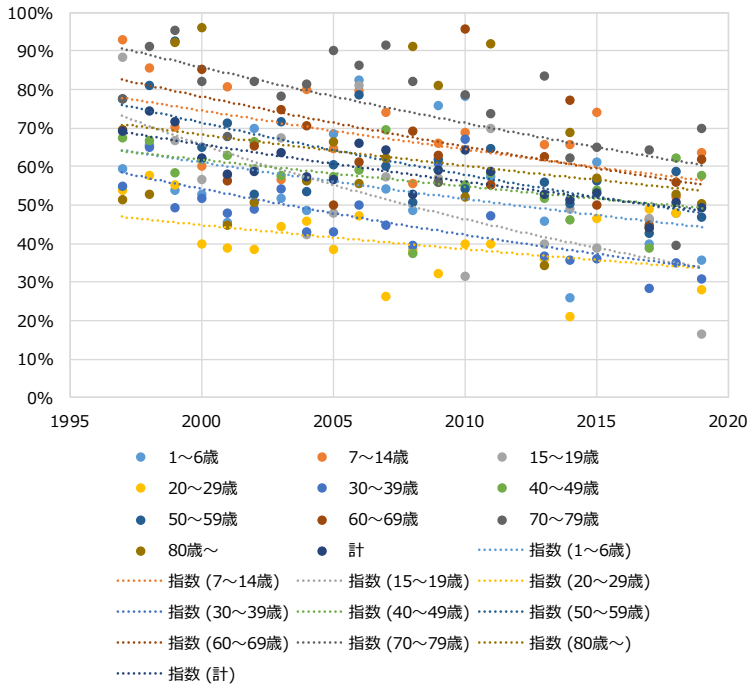 100%
90%
80%
70%
60%
50%
40%
30%
20%
10%
0%
1995 2000 2005 2010 2015 2020
1～6歳 7～14歳 15～19歳
20～29歳 30～39歳 40～49歳
50～59歳 60～69歳 70～79歳
80歳～ 計 指数 (1～6歳)
指数 (7～14歳) 指数 (15～19歳) 指数 (20～29歳)
指数 (30～39歳) 指数 (40～49歳) 指数 (50～59歳)
指数 (60～69歳) 指数 (70～79歳) 指数 (80歳～)
指数 (計)